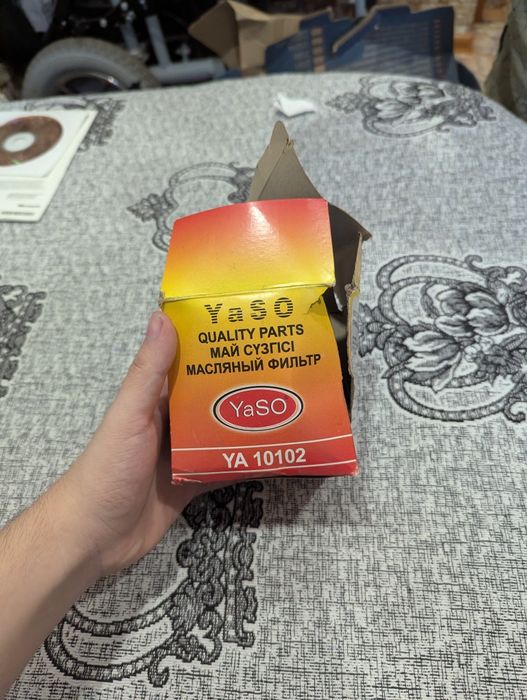 YaSO
QUALITY PARTS
МАЙ СҮЗГІСІ
МАСЛЯНЫЙ ФИЛЬТР
YaSO
YA 10102